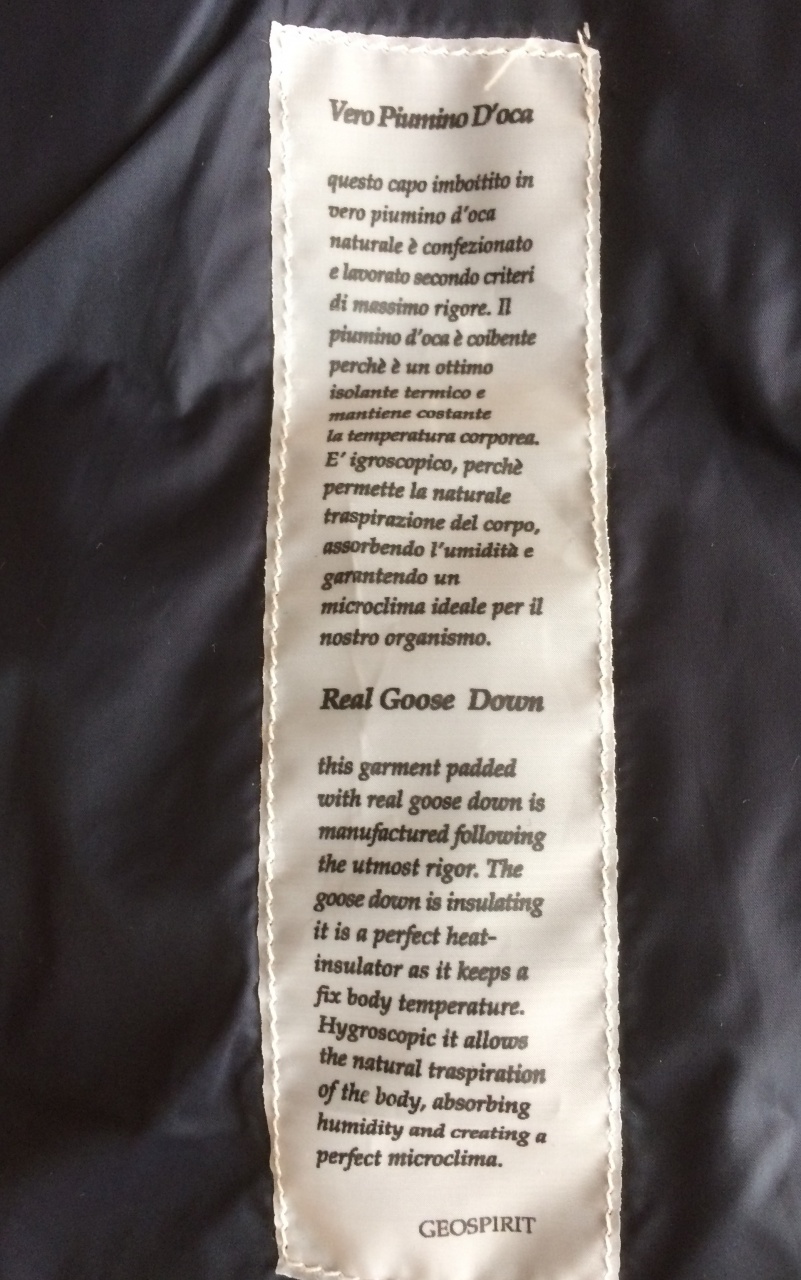 Vero Piumino D'oca
questo capo imbottito in
vero piumino d'oca
naturale è confezionato
e lavorato secondo criteri
di massimo rigore. Il
piumino d'oca è coibente
perchè è un ottimo
isolante termico e
mantiene costante
la temperatura corporea.
E' igroscopico, perchè
permette la naturale
traspirazione del corpo,
assorbendo l'umidità e
garantendo un
microclima ideale per il
nostro organismo.
Real Goose Down
this garment padded
with real goose down is
manufactured following
the utmost rigor. The
goose down is insulating
it is a perfect heat-
insulator as it keeps a
fix body temperature.
Hygroscopic it allows
the natural traspiration
of the body, absorbing
humidity and creating a
perfect microclima.
GEOSPIRIT